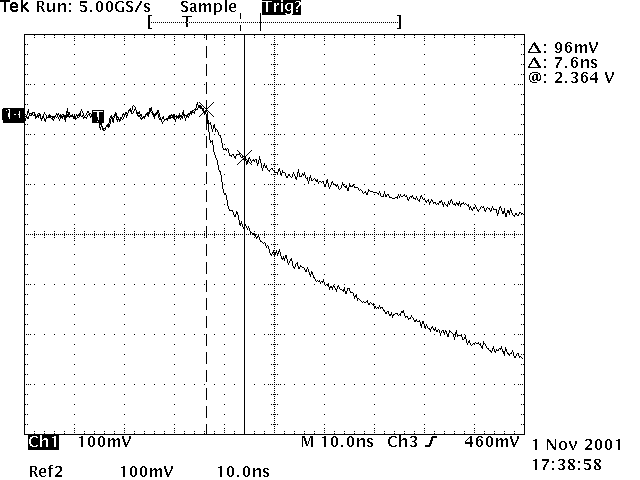 Tek Run: 5.00GS/s Sample Trig?
T
Δ: 96mV
Δ: 7.6ns
@: 2.364 V
T
Ch1 100mV M 10.0ns Ch3 460mV
1 Nov 2001
17:38:58
Ref2 100mV 10.0ns